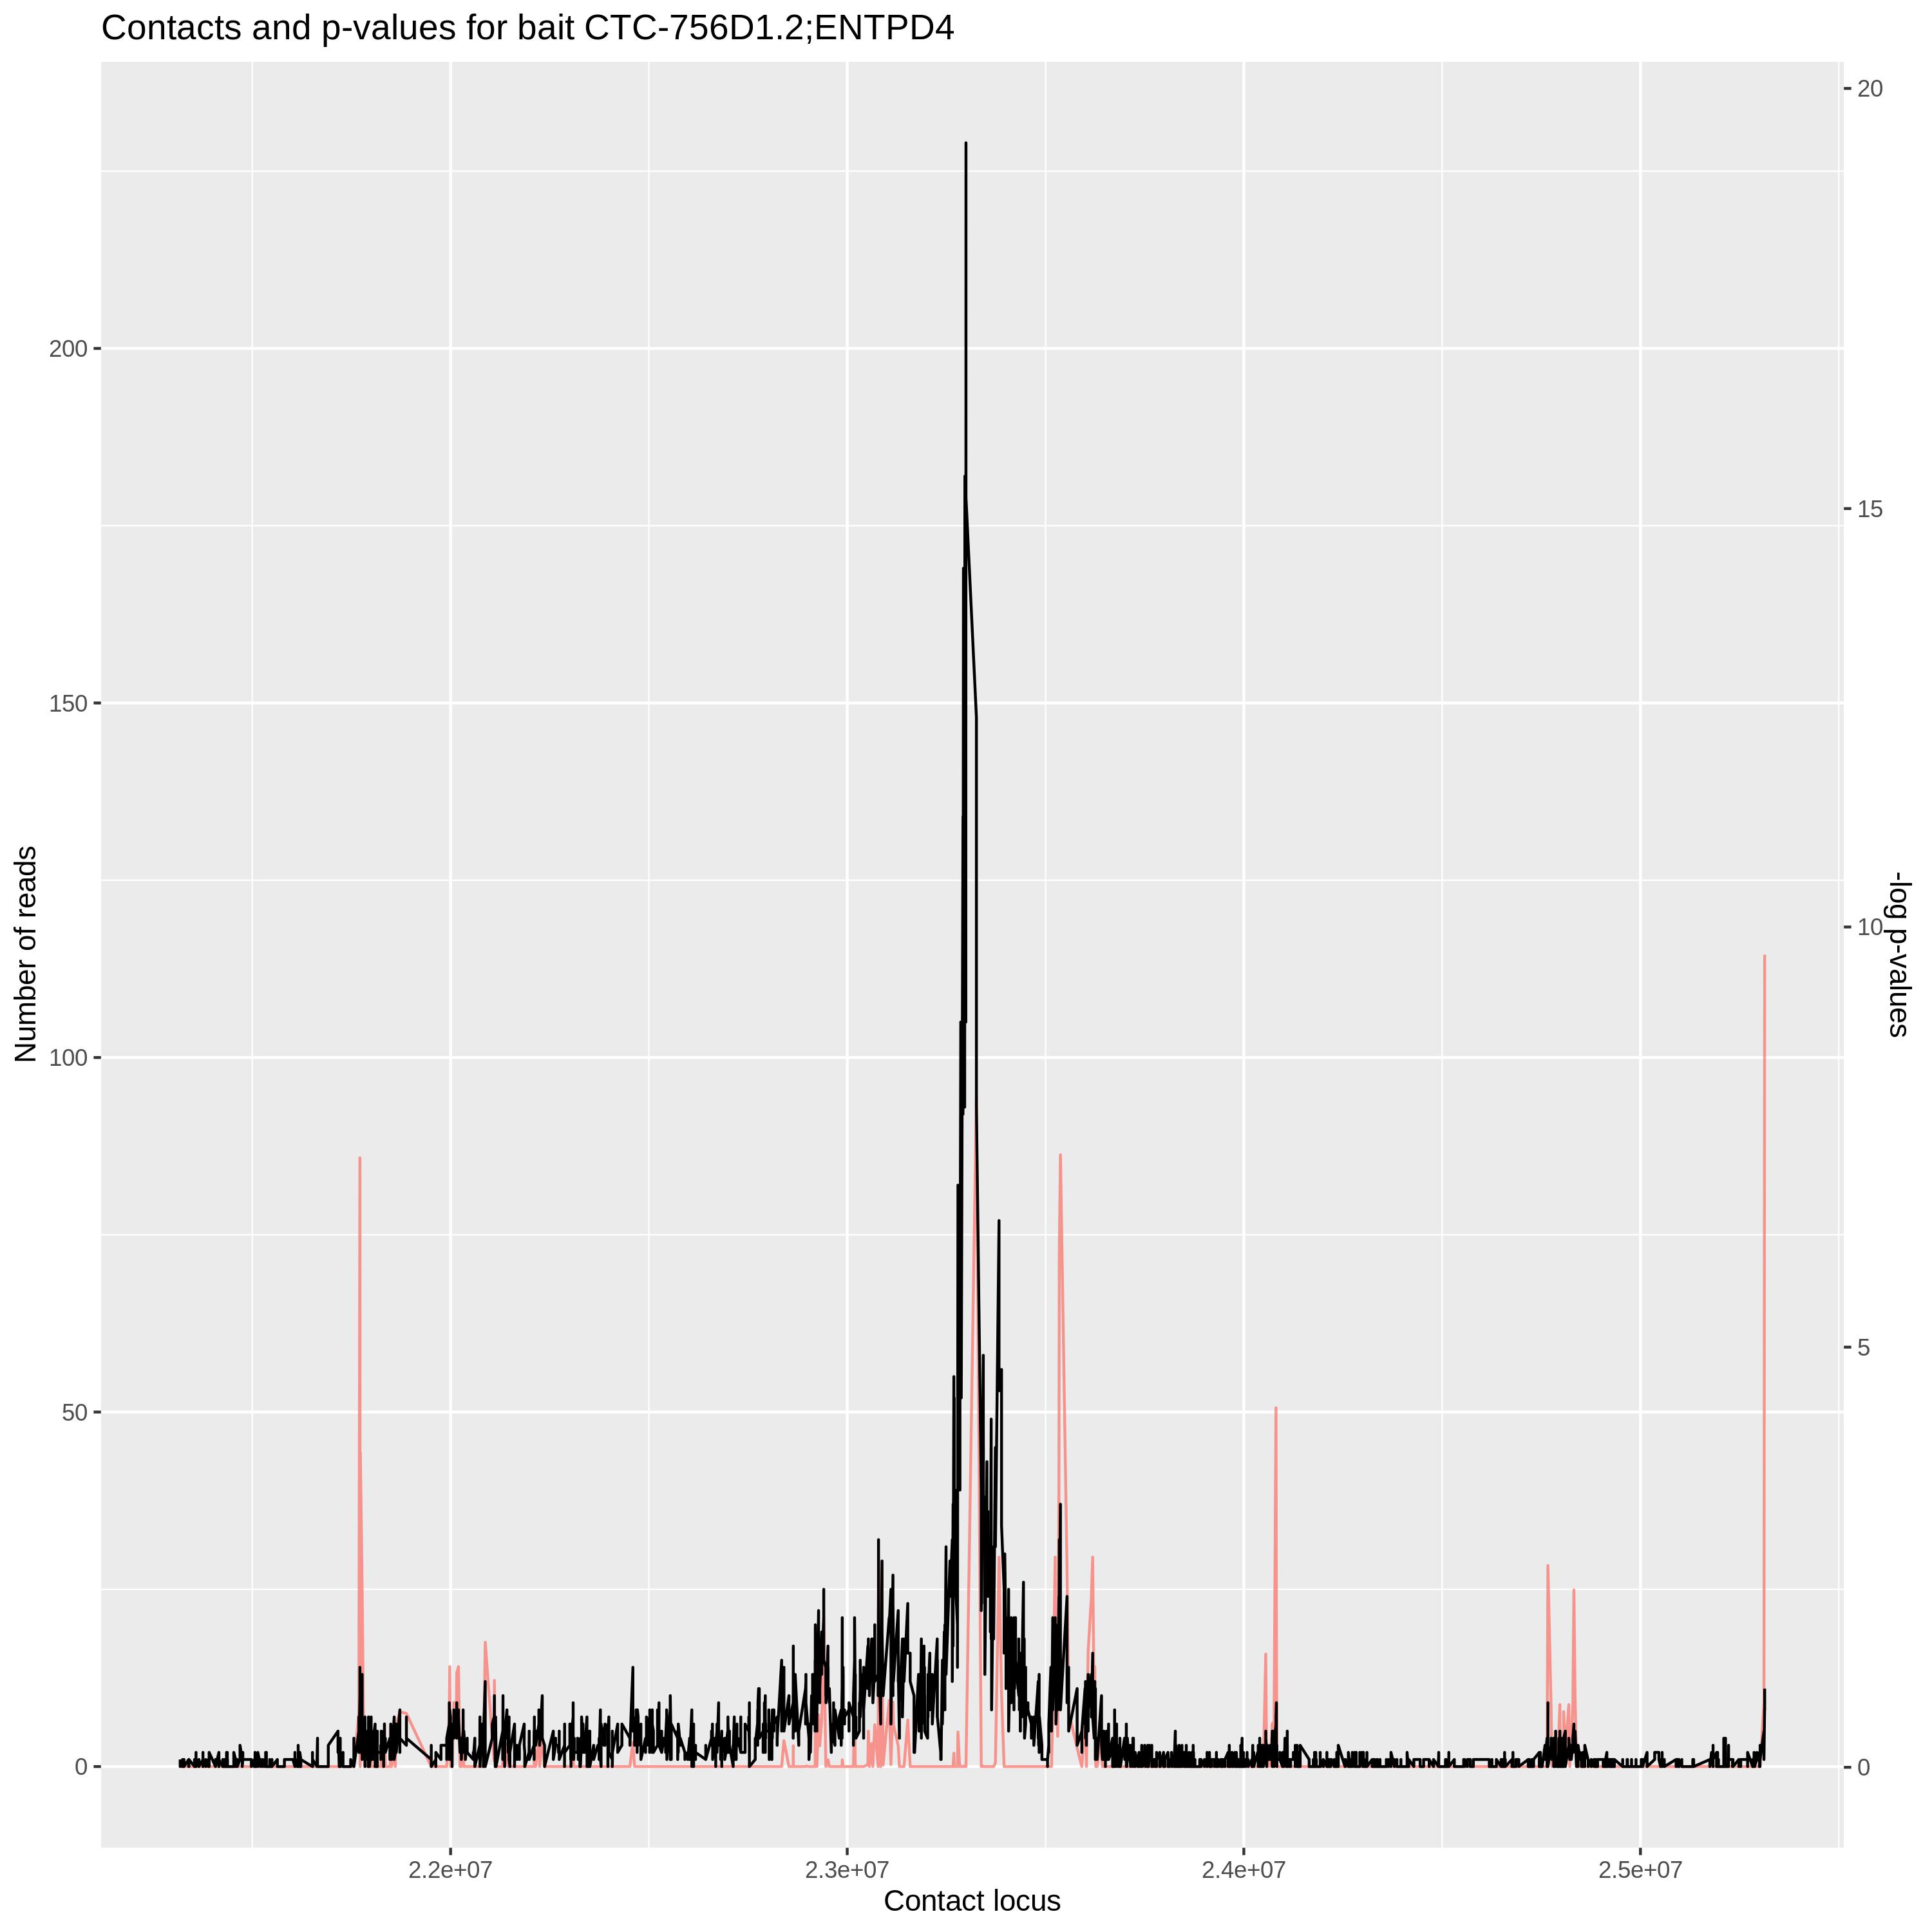 Contacts and p-values for bait CTC-756D1.2;ENTPD4
Number of reads
200
150
100
50
0
20
15
10
5
0
-log p-values
2.2e+07
2.3e+07
2.4e+07
2.5e+07
Contact locus